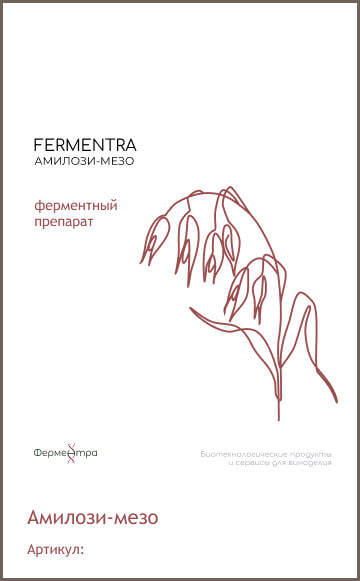 FERMENTRA
АМИЛОЗИ-МЕЗО
ферментный
препарат
Ферментра
Биотехнологические продукты
и сервисы для виноделия
Амилози-мезо
Артикул: